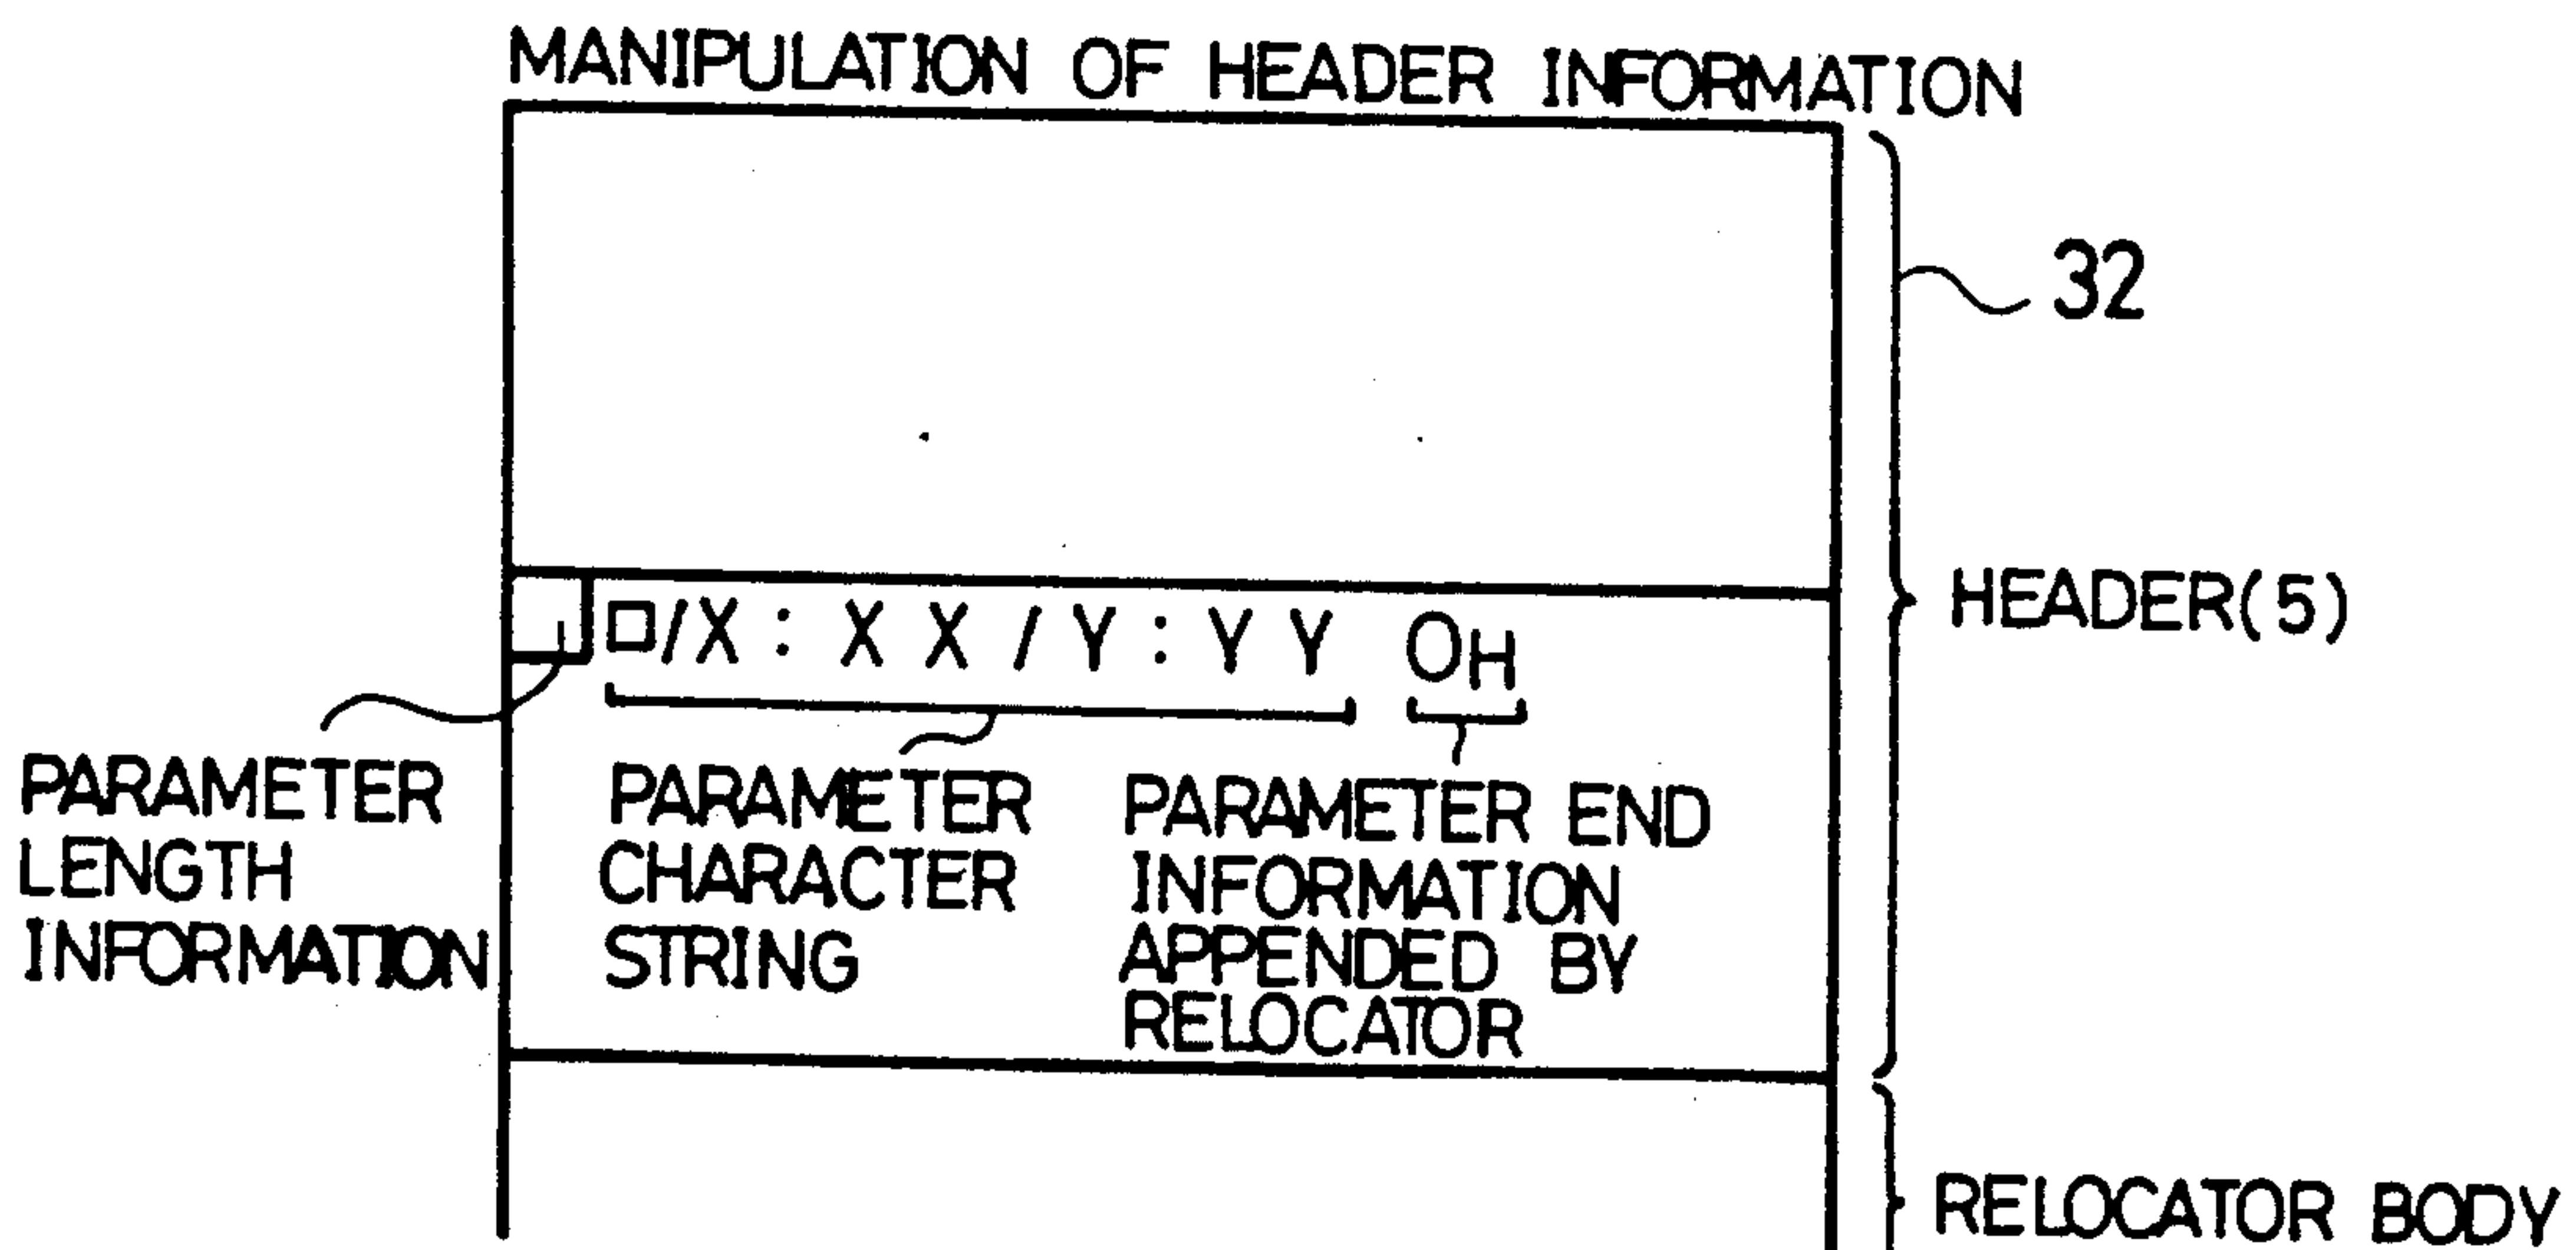 MANIPULATION OF HEADER INFORMATION
32
HEADER(5)
□/X : X X / Y : Y Y 0H
PARAMETER
LENGTH
INFORMATION
PARAMETER
CHARACTER
STRING
PARAMETER END
INFORMATION
APPENDED BY
RELOCATOR
RELOCATOR BODY